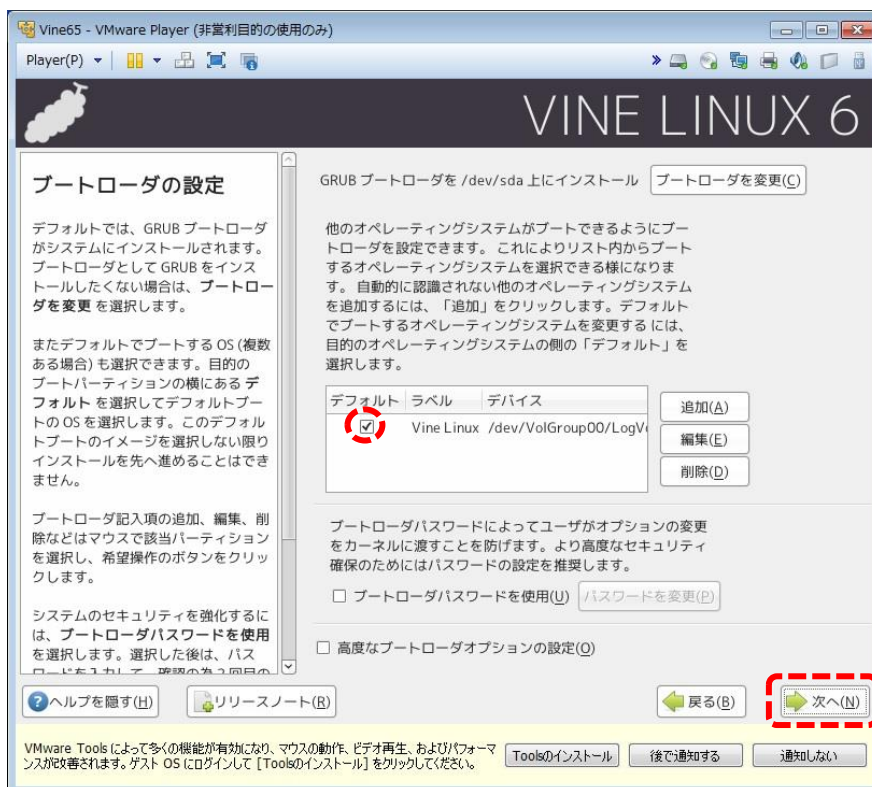 Vine65 - VMware Player (非営利目的の使用のみ)
Player(P)
VINE LINUX 6
ブートローダの設定
デフォルトでは、GRUB ブートローダ
がシステムにインストールされます。
ブートローダとして GRUB をインス
トールしたくない場合は、ブートロー
ダを変更 を選択します。
またデフォルトでブートする OS (複数
ある場合) も選択できます。目的の
ブートパーティションの横にある デ
フォルト を選択してデフォルトブー
トの OS を選択します。このデフォル
トブートのイメージを選択しない限り
インストールを先へ進めることはでき
ません。
ブートローダ記入項の追加、編集、削
除などはマウスで該当パーティション
を選択し、希望操作のボタンをクリッ
クします。
システムのセキュリティを強化するに
は、ブートローダパスワードを使用
を選択します。選択した後は、パス
GRUB ブートローダを /dev/sda 上にインストール ブートローダを変更(C)
他のオペレーティングシステムがブートできるようにブー
トローダを設定できます。 これによりリスト内からブート
するオペレーティングシステムを選択できる様になりま
す。 自動的に認識されない他のオペレーティングシステム
を追加するには、「追加」をクリックします。デフォルト
でブートするオペレーティングシステムを変更する には、
目的のオペレーティングシステムの側の「デフォルト」を
選択します。
デフォルト ラベル デバイス
Vine Linux /dev/VolGroup00/LogV
追加(A)
編集(E)
削除(D)
ブートローダパスワードによってユーザがオプションの変更
をカーネルに渡すことを防げます。より高度なセキュリティ
確保のためにはパスワードの設定を推奨します。
ブートローダパスワードを使用(U) パスワードを変更(P)
高度なブートローダオプションの設定(O)
ヘルプを隠す(H) リリースノート(R) 戻る(B) 次へ(N)
VMware Tools によって多くの機能が有効になり、マウスの動作、ビデオ再生、およびパフォーマ
ンスが改善されます。ゲスト OS にログインして [Toolsのインストール] をクリックしてください。
Toolsのインストール 後で通知する 通知しない